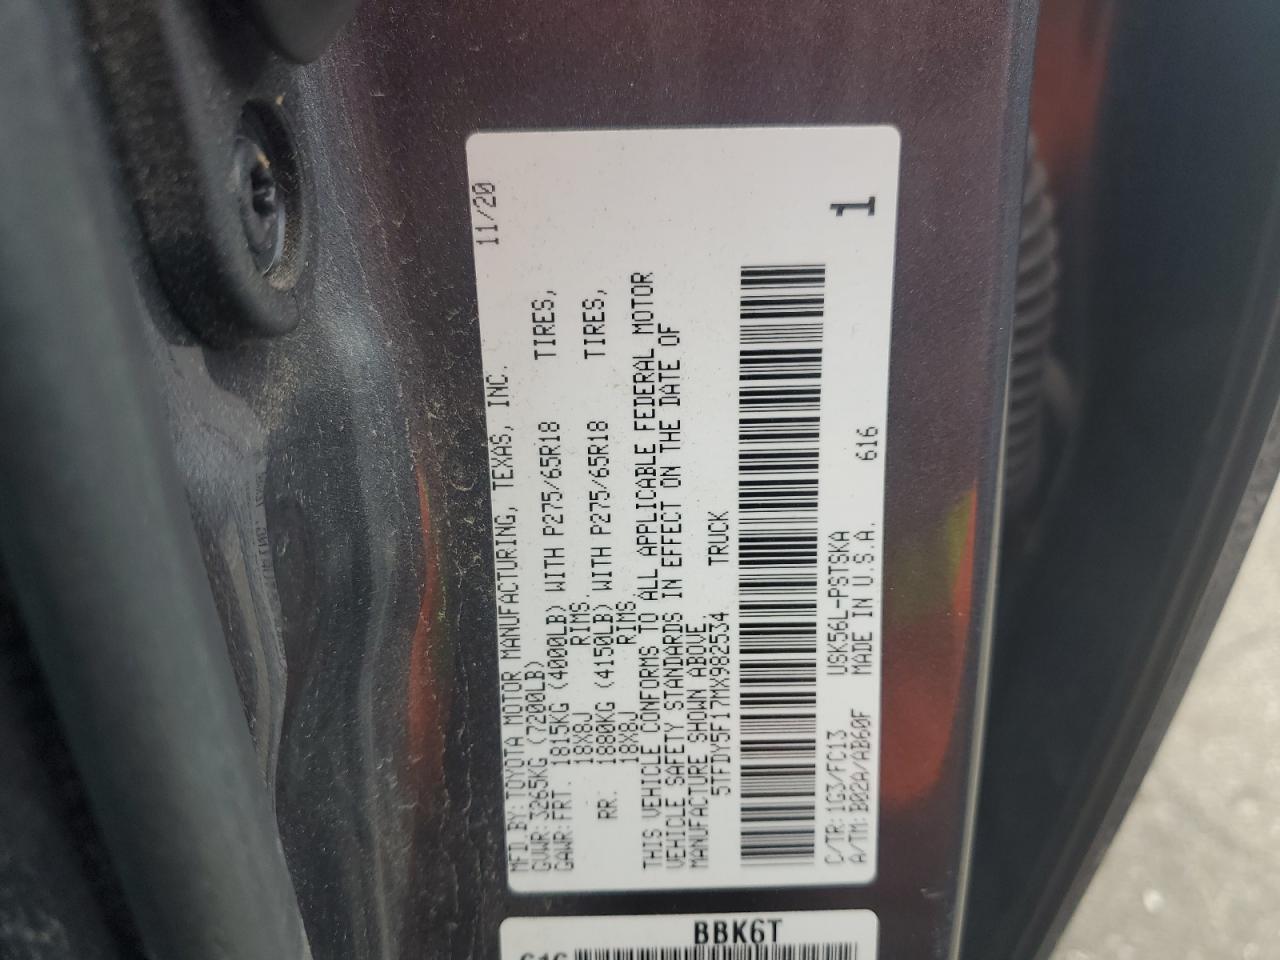 MFD.BY:TOYOTA MOTOR MANUFACTURING, TEXAS, INC. 11/20
GVWR:3265KG (7200LB)
GAWR:FRT. 1815KG (4000LB) WITH P275/65R18 TIRES,
18X8J RIMS.
RR. 1880KG (4150LB) WITH P275/65R18 TIRES,
18X8J RIMS.
THIS VEHICLE CONFORMS TO ALL APPLICABLE FEDERAL MOTOR
VEHICLE SAFETY STANDARDS IN EFFECT ON THE DATE OF
MANUFACTURE SHOWN ABOVE.
5TFDY5F17MX982534 TRUCK
C/TR:1G3/FC13 USK56L-PSTSKA 616 1
A/TM:B02A/AB60F MADE IN U.S.A.
BBK6T